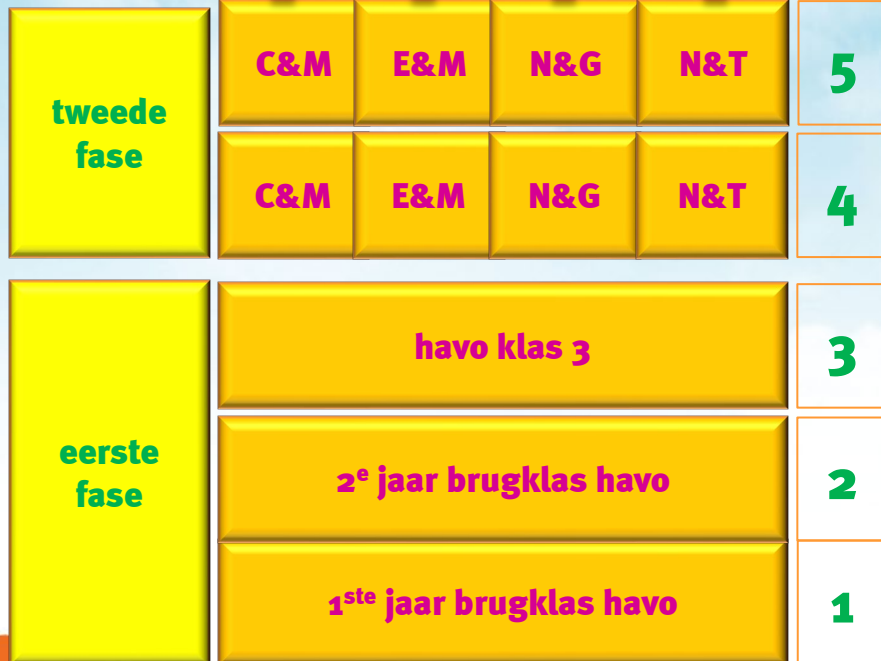 tweede
fase
C&M E&M N&G N&T 5
C&M E&M N&G N&T 4
eerste
fase
havo klas 3 3
2e jaar brugklas havo 2
1ste jaar brugklas havo 1